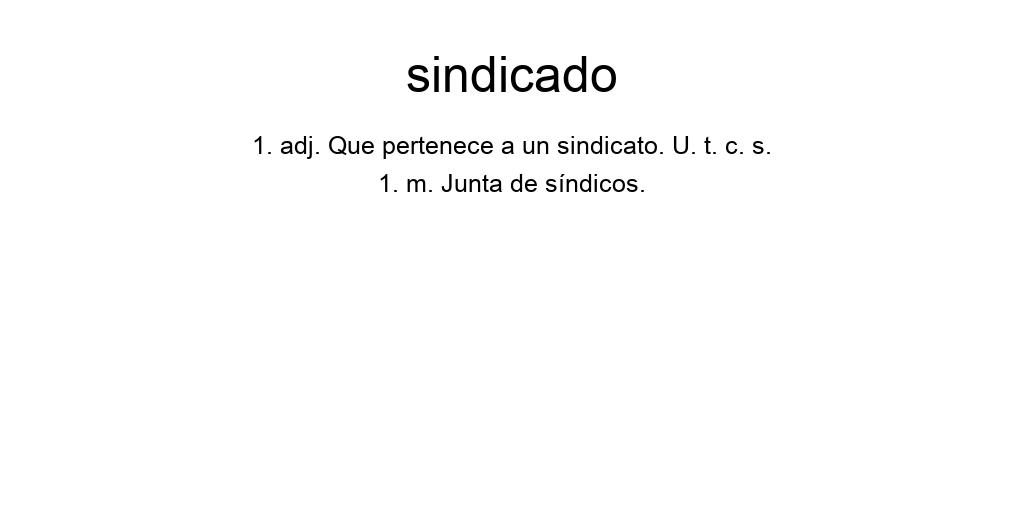 sindicado
1. adj. Que pertenece a un sindicato. U. t. c. s.
1. m. Junta de síndicos.